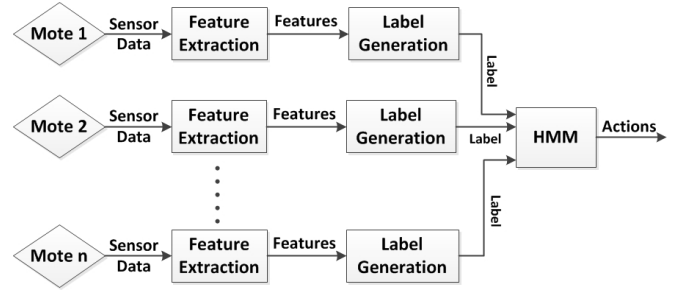 Mote 1
Sensor
Data
Feature
Extraction
Features
Label
Generation
Label
Mote 2
Sensor
Data
Feature
Extraction
Features
Label
Generation
Label
HMM
Actions
Mote n
Sensor
Data
Feature
Extraction
Features
Label
Generation
Label